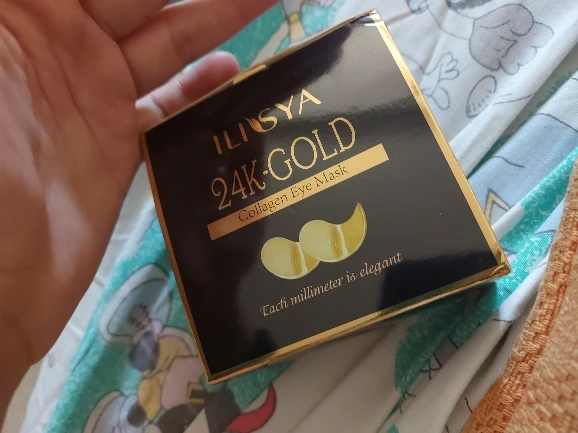 ILISYA
24K-GOLD
Collagen Eye Mask
Each millimeter is elegant